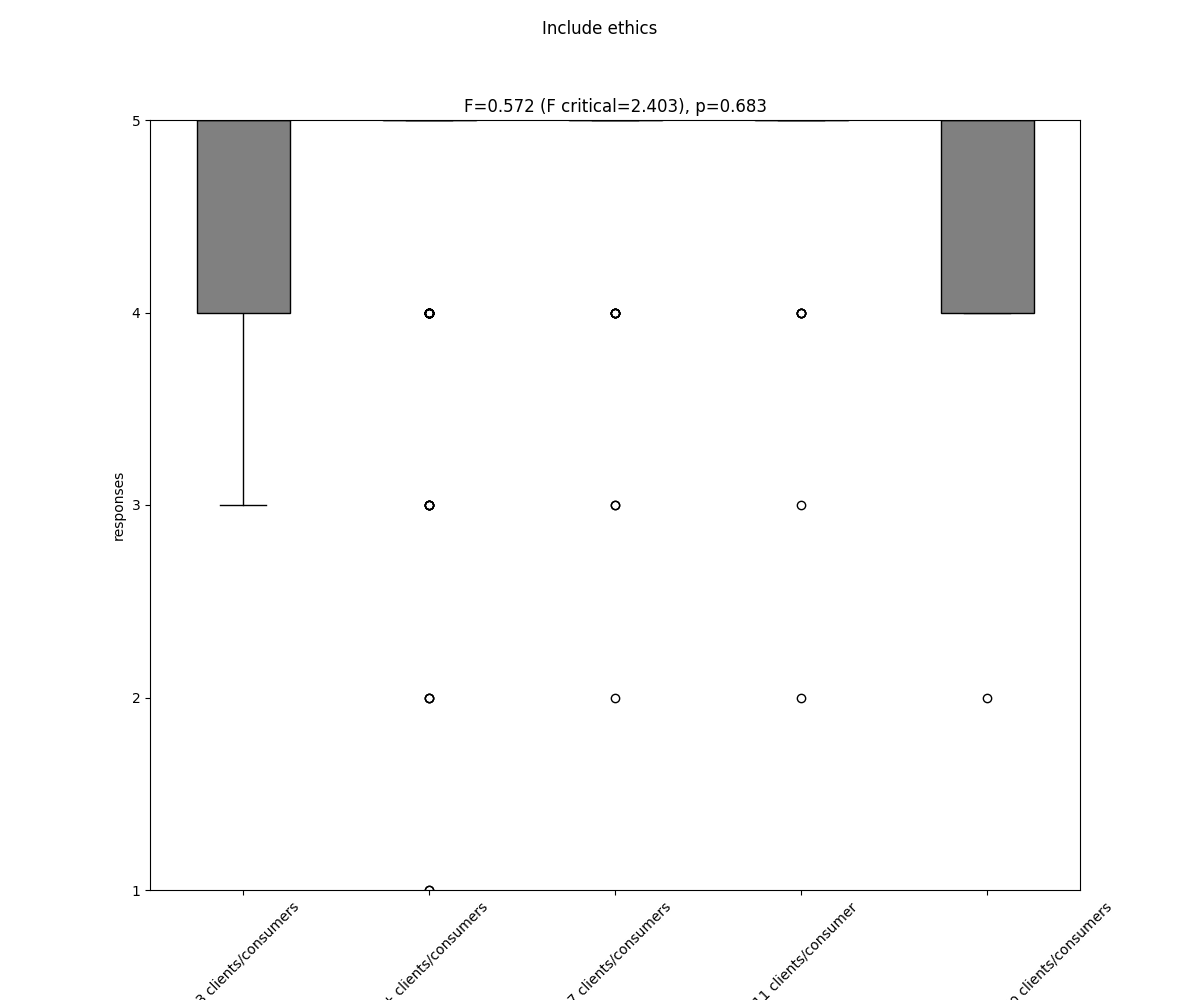 Include ethics
F=0.572 (F critical=2.403), p=0.683
5
4
3
2
1
responses
3 clients/consumers
clients/consumers
7 clients/consumers
11 clients/consumer
clients/consumers